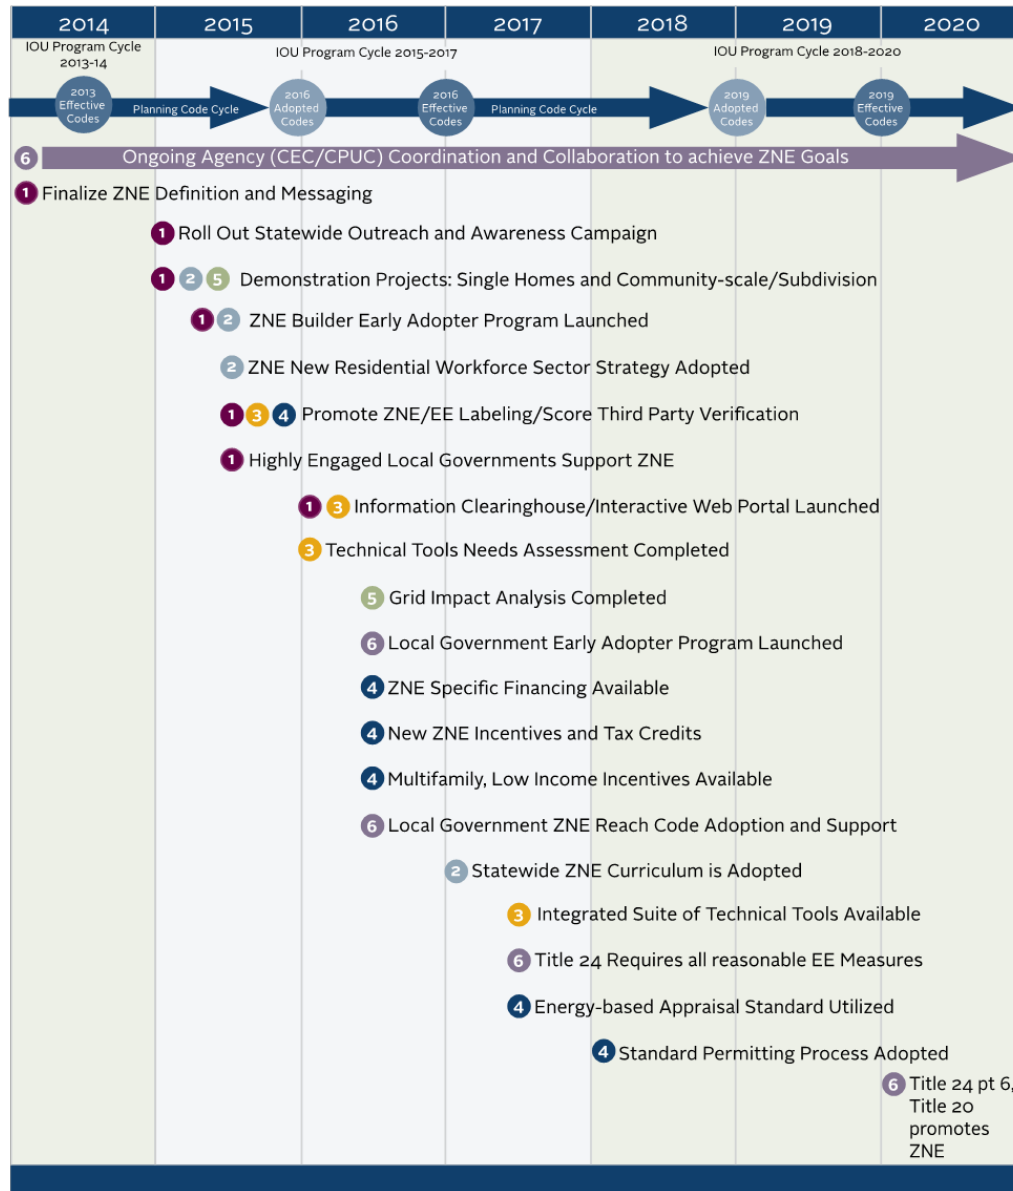 2014 2015 2016 2017 2018 2019 2020
IOU Program Cycle
2013-14
IOU Program Cycle 2015-2017
IOU Program Cycle 2018-2020
2013
Effective
Codes
Planning Code Cycle
2016
Adopted
Codes
2016
Effective
Codes
Planning Code Cycle
2019
Adopted
Codes
2019
Effective
Codes
6 Ongoing Agency (CEC/CPUC) Coordination and Collaboration to achieve ZNE Goals
1 Finalize ZNE Definition and Messaging
1 Roll Out Statewide Outreach and Awareness Campaign
1 2 5 Demonstration Projects: Single Homes and Community-scale/Subdivision
1 2 ZNE Builder Early Adopter Program Launched
2 ZNE New Residential Workforce Sector Strategy Adopted
1 3 4 Promote ZNE/EE Labeling/Score Third Party Verification
1 Highly Engaged Local Governments Support ZNE
1 3 Information Clearinghouse/Interactive Web Portal Launched
3 Technical Tools Needs Assessment Completed
5 Grid Impact Analysis Completed
6 Local Government Early Adopter Program Launched
4 ZNE Specific Financing Available
4 New ZNE Incentives and Tax Credits
4 Multifamily, Low Income Incentives Available
6 Local Government ZNE Reach Code Adoption and Support
2 Statewide ZNE Curriculum is Adopted
3 Integrated Suite of Technical Tools Available
6 Title 24 Requires all reasonable EE Measures
4 Energy-based Appraisal Standard Utilized
4 Standard Permitting Process Adopted
6 Title 24 pt 6,
Title 20
promotes
ZNE